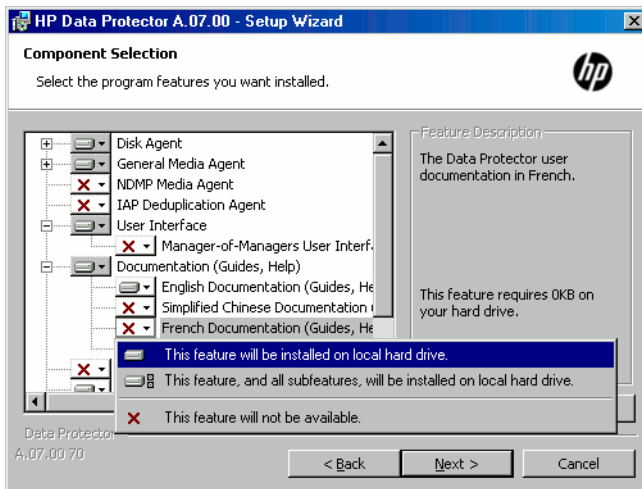 HP Data Protector A.07.00 - Setup Wizard
Component Selection
Select the program features you want installed.
hp
Disk Agent
General Media Agent
NDMP Media Agent
IAP Deduplication Agent
User Interface
Manager-of-Managers User Interf
Documentation (Guides, Help)
English Documentation (Guides, He
Simplified Chinese Documentation (
French Documentation (Guides, He
Feature Description
The Data Protector user
documentation in French.
This feature requires 0KB on
your hard drive.
This feature will be installed on local hard drive.
This feature, and all subfeatures, will be installed on local hard drive.
This feature will not be available.
Data Protector
A.07.00 70
< Back
Next >
Cancel